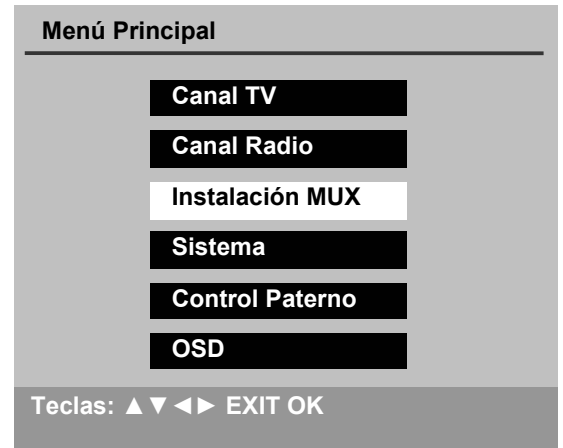 Menú Principal
Canal TV
Canal Radio
Instalación MUX
Sistema
Control Paterno
OSD
Teclas: ▲▼◄► EXIT OK